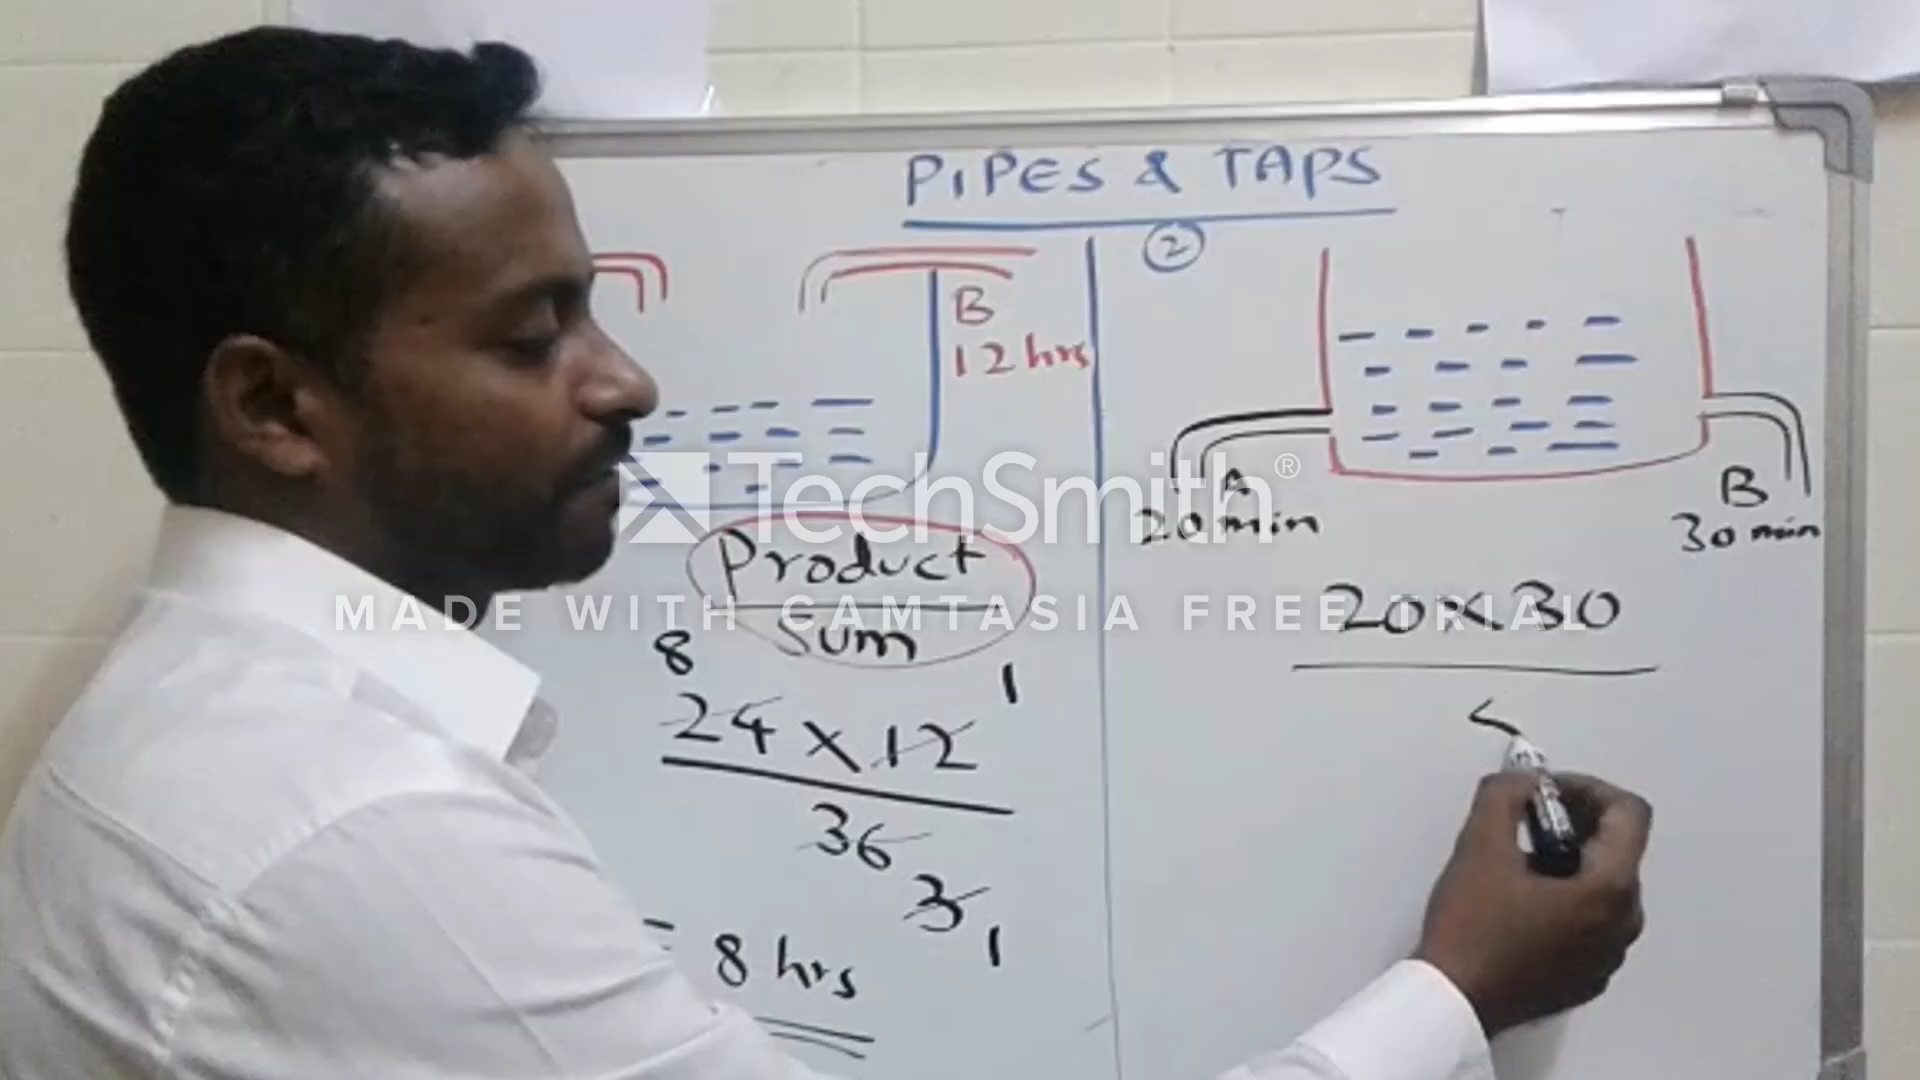 PIPES & TAPS
2
B
12 hrs
A
20 min
B
30 min
TechSmith®
MADE WITH CAMTASIA FREE TRIAL
Product
Sum
20x30
8
1
24 x 12
36
3
1
= 8 hrs